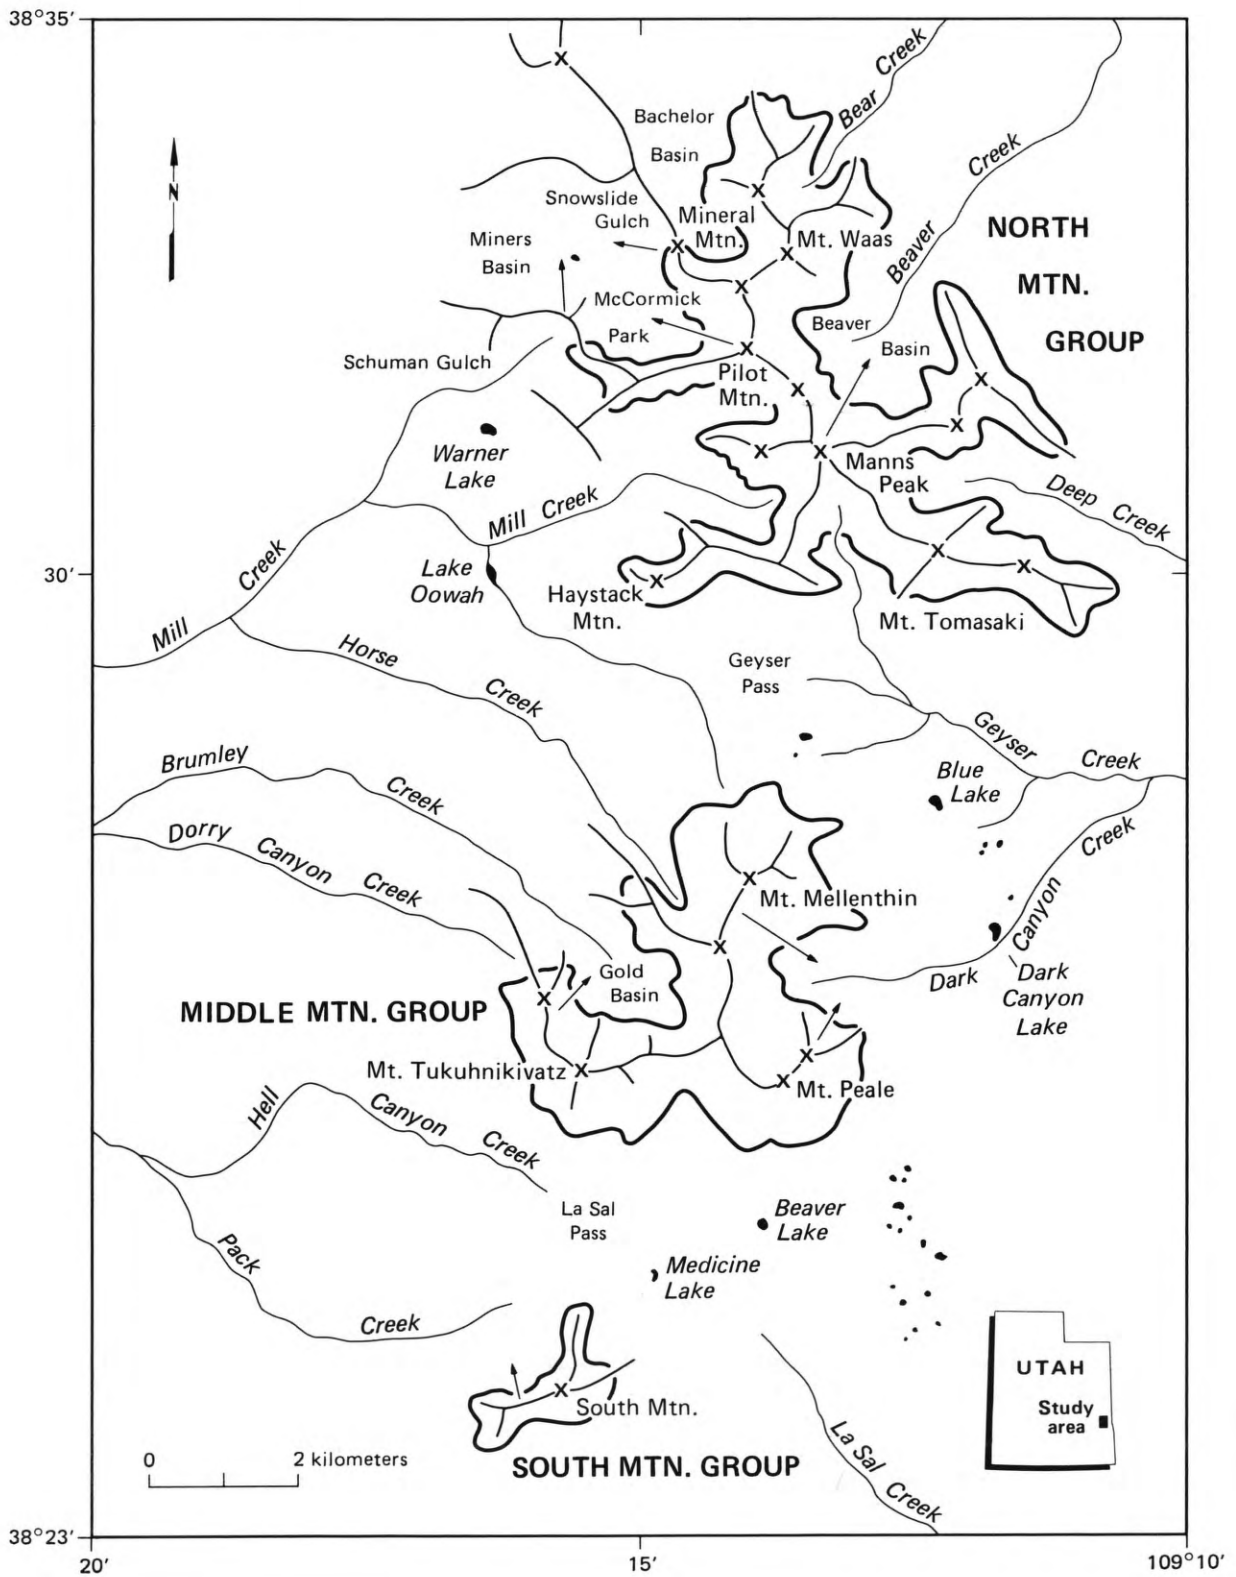 38°35'
Bear Creek
Bachelor
Basin
Beaver Creek
N
Snowslide
Gulch
Mineral
Mtn.
Mt. Waas
NORTH
MTN.
GROUP
Miners
Basin
McCormick
Park
Beaver
Basin
Schuman Gulch
Pilot
Mtn.
Warner
Lake
Manns
Peak
Deep Creek
Mill Creek
30'
Lake
Oowah
Haystack
Mtn.
Mt. Tomasaki
Mill Creek
Horse Creek
Geyser
Pass
Geyser Creek
Brumley Creek
Blue
Lake
Dorry Canyon Creek
Mt. Mellenthin
Dark Canyon Creek
Gold
Basin
Dark
Canyon
Lake
MIDDLE MTN. GROUP
Mt. Tukuhnikivatz
Mt. Peale
Hell Canyon Creek
La Sal
Pass
Beaver
Lake
Medicine
Lake
Pack Creek
UTAH
Study
area
South Mtn.
La Sal Creek
0 2 kilometers
SOUTH MTN. GROUP
38°23'
20' 15' 109°10'